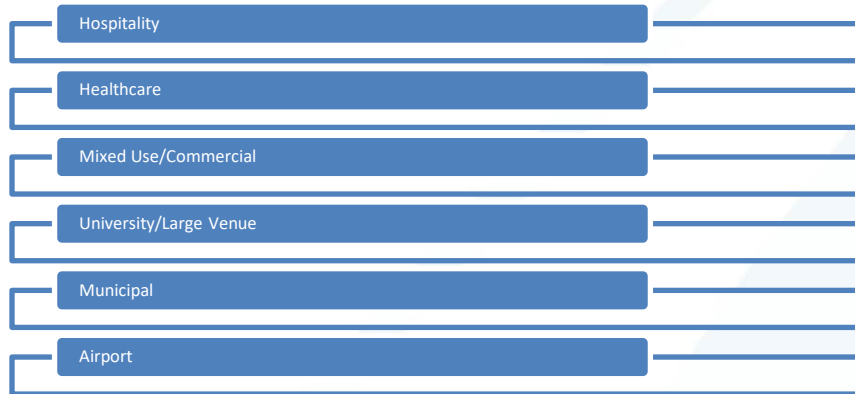 Hospitality
Healthcare
Mixed Use/Commercial
University/Large Venue
Municipal
Airport